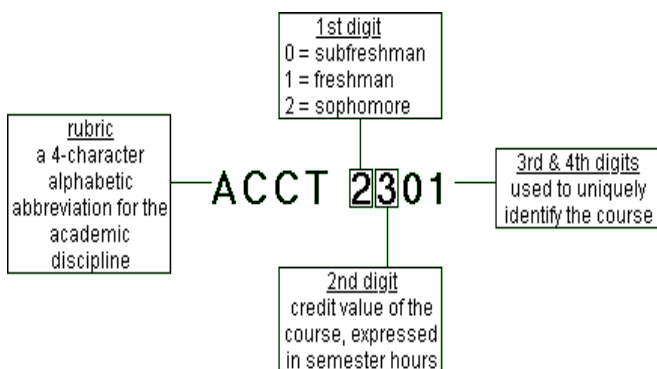 1st digit
0 = subfreshman
1 = freshman
2 = sophomore
rubric
a 4-character
alphabetic
abbreviation for the
academic
discipline
ACCT 2301
3rd & 4th digits
used to uniquely
identify the course
2nd digit
credit value of the
course, expressed
in semester hours